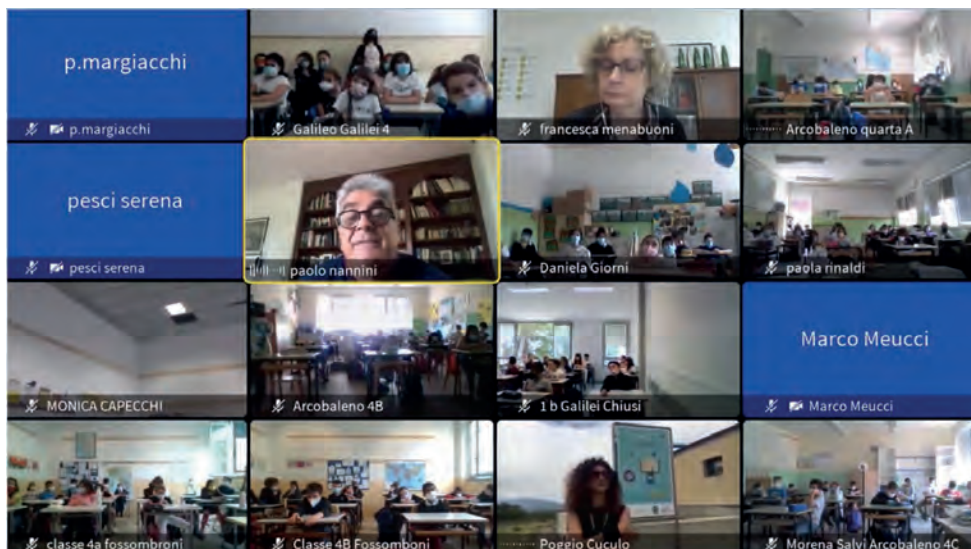 p.margiacchi
p.margiacchi
Galileo Galilei 4
francesca menabuoni
Arcobaleno quarta A
pesci serena
pesci serena
paolo nannini
Daniela Giorni
paola rinaldi
MONICA CAPECCHI
Arcobaleno 4B
1 b Galilei Chiusi
Marco Meucci
Marco Meucci
classe 4a fossombroni
Classe 4B Fossomboni
Poggio Cuculo
Morena Salvi Arcobaleno 4C